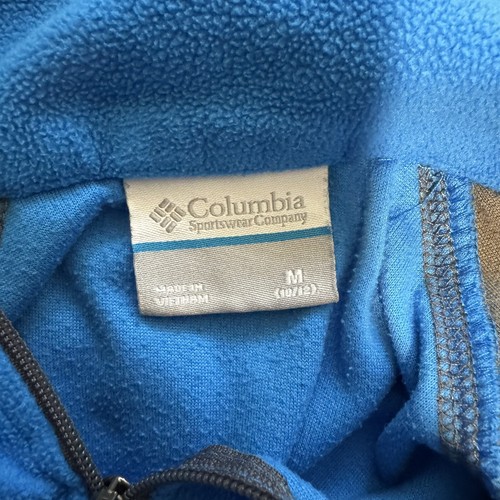 Columbia
Sportswear Company
MADE IN
VIETNAM
M
(10/12)